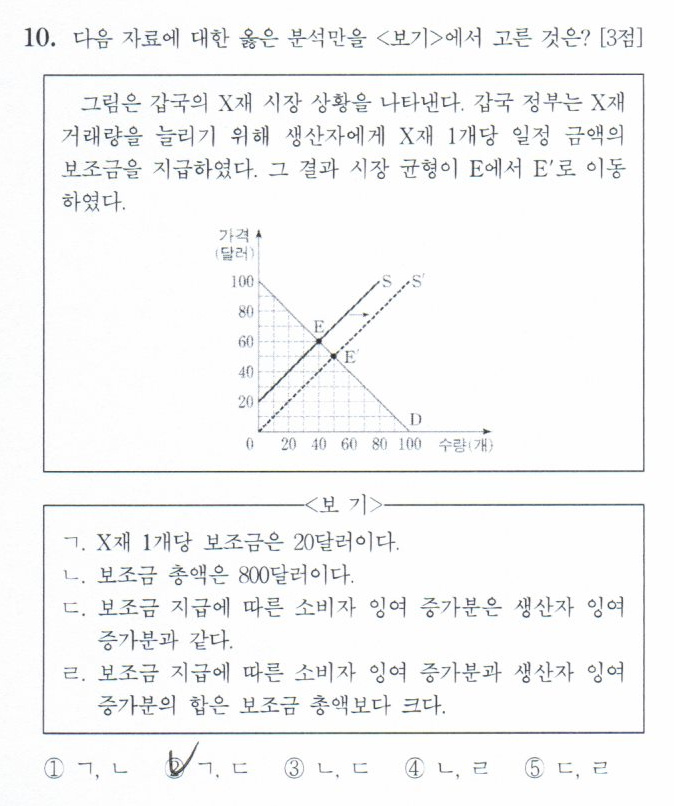 10. 다음 자료에 대한 옳은 분석만을 <보기>에서 고른 것은? [3점]
그림은 갑국의 X재 시장 상황을 나타낸다. 갑국 정부는 X재
거래량을 늘리기 위해 생산자에게 X재 1개당 일정 금액의
보조금을 지급하였다. 그 결과 시장 균형이 E에서 E′로 이동
하였다.
가격
(달러)
100
80
60
40
20
S
S′
E
E′
D
0 20 40 60 80 100 수량(개)
<보 기>
ㄱ. X재 1개당 보조금은 20달러이다.
ㄴ. 보조금 총액은 800달러이다.
ㄷ. 보조금 지급에 따른 소비자 잉여 증가분은 생산자 잉여
증가분과 같다.
ㄹ. 보조금 지급에 따른 소비자 잉여 증가분과 생산자 잉여
증가분의 합은 보조금 총액보다 크다.
① ㄱ, ㄴ ② ㄱ, ㄷ ③ ㄴ, ㄷ ④ ㄴ, ㄹ ⑤ ㄷ, ㄹ